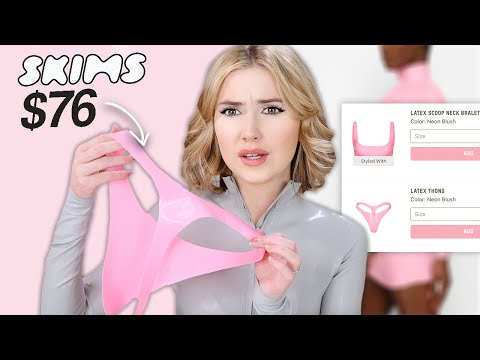 SKIMS
$76
LATEX SCOOP NECK BRALET
Color: Neon Blush
Size
ADD
Styled With
LATEX THONG
Color: Neon Blush
Size
ADD